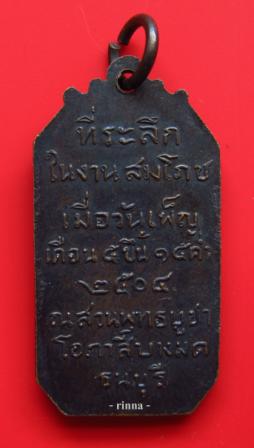 ที่ระลึก
ในงาน สมโภช
เมื่อวันเพ็ญ
เดือน ๕ ขึ้น ๑๕ ค่ำ
๒๕๐๔
ณ สวนพุทธบูชา
โอภาสีบางมด
ธนบุรี
- rinna -